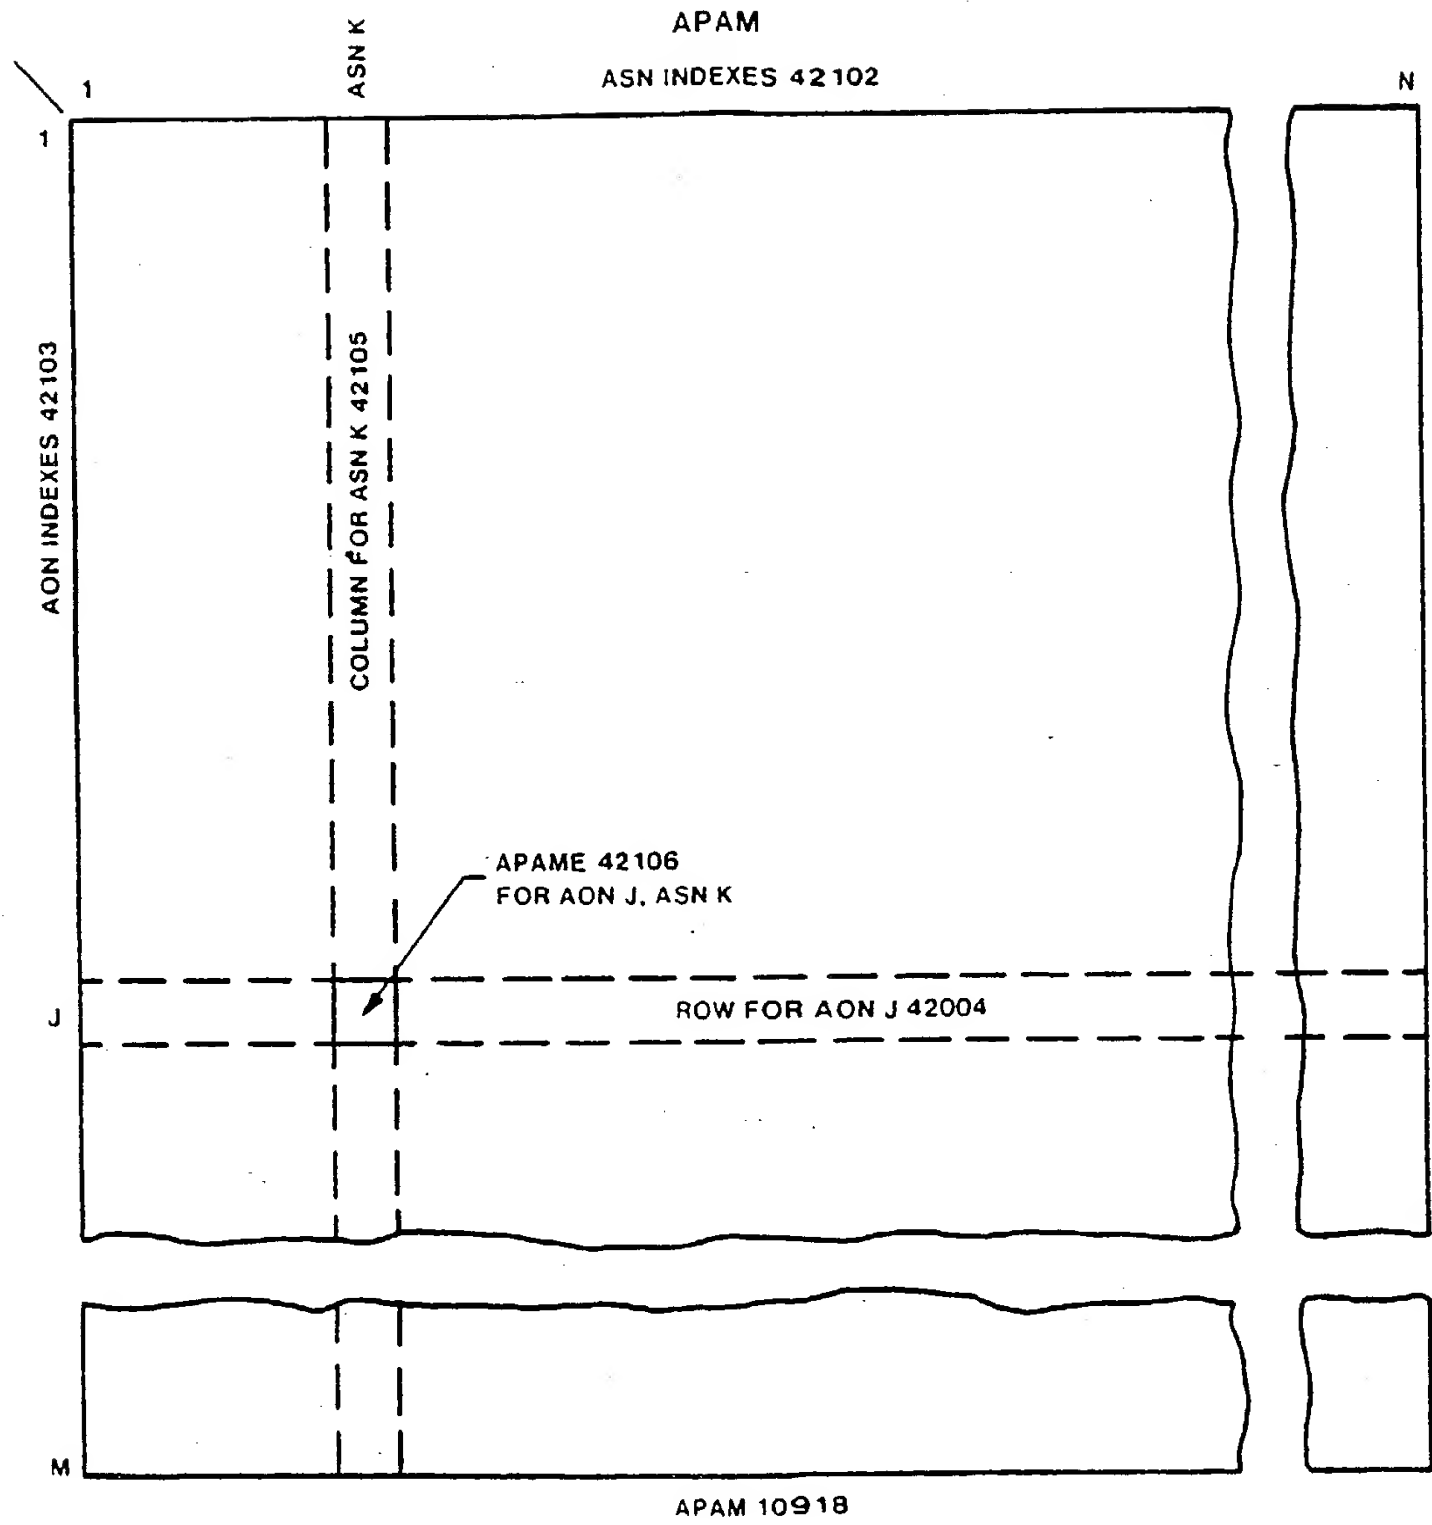 APAM
ASN K
ASN INDEXES 42102
1
N
1
AON INDEXES 42103
COLUMN FOR ASN K 42105
APAME 42106
FOR AON J, ASN K
J
ROW FOR AON J 42004
M
APAM 10918